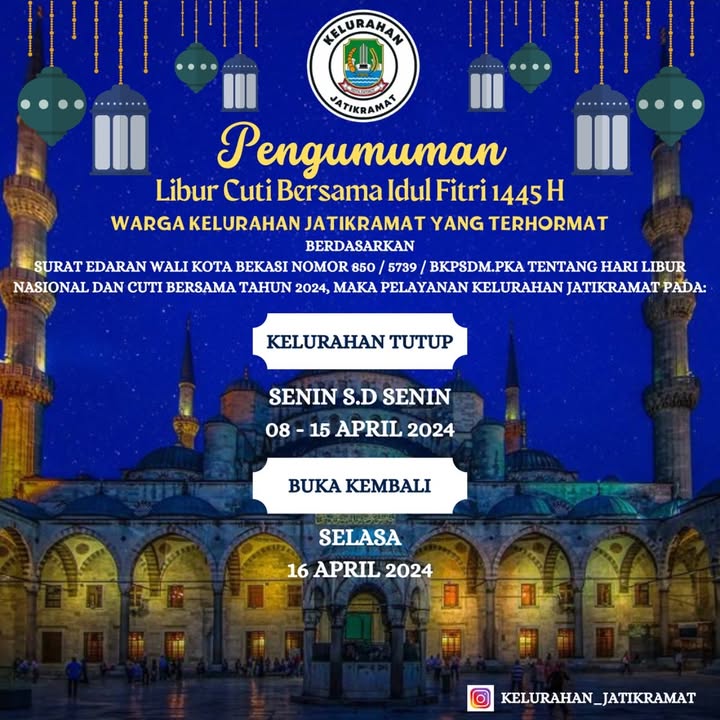 KELURAHAN
JATIKRAMAT
Pengumuman
Libur Cuti Bersama Idul Fitri 1445 H
WARGA KELURAHAN JATIKRAMAT YANG TERHORMAT
BERDASARKAN
SURAT EDARAN WALI KOTA BEKASI NOMOR 850 / 5739 / BKPSDM.PKA TENTANG HARI LIBUR
NASIONAL DAN CUTI BERSAMA TAHUN 2024, MAKA PELAYANAN KELURAHAN JATIKRAMAT PADA:
KELURAHAN TUTUP
SENIN S.D SENIN
08 - 15 APRIL 2024
BUKA KEMBALI
SELASA
16 APRIL 2024
KELURAHAN_JATIKRAMAT